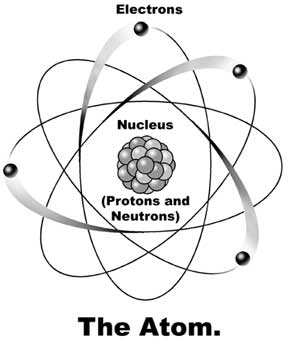 Electrons
Nucleus
(Protons and
Neutrons)
The Atom.